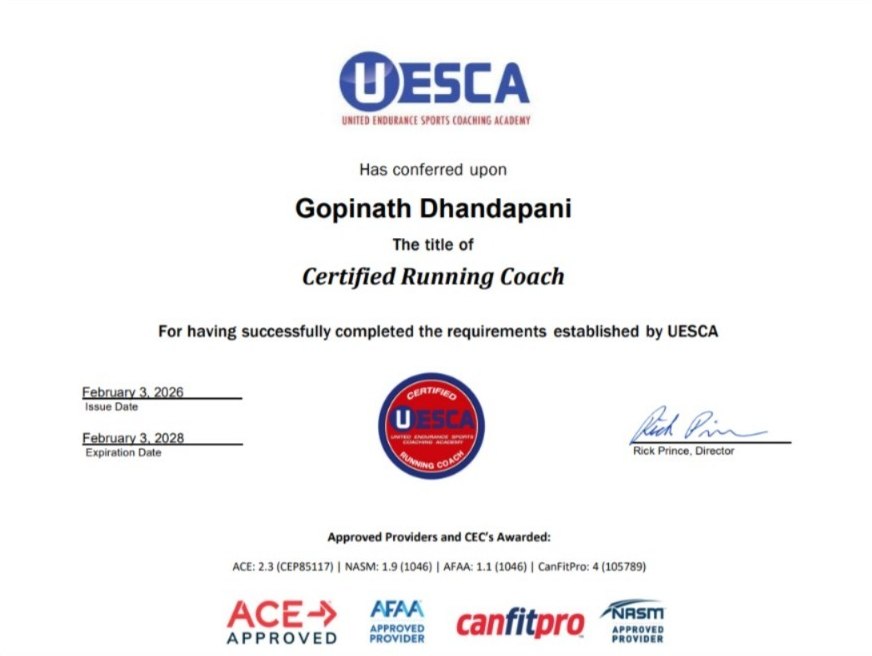 UESCA
UNITED ENDURANCE SPORTS COACHING ACADEMY
Has conferred upon
Gopinath Dhandapani
The title of
Certified Running Coach
For having successfully completed the requirements established by UESCA
February 3, 2026
Issue Date
February 3, 2028
Expiration Date
CERTIFIED
UESCA
UNITED ENDURANCE SPORTS
COACHING ACADEMY
RUNNING COACH
Rick Prince
Rick Prince, Director
Approved Providers and CEC's Awarded:
ACE: 2.3 (CEP85117) | NASM: 1.9 (1046) | AFAA: 1.1 (1046) | CanFitPro: 4 (105789)
ACE
APPROVED
AFAA
APPROVED
PROVIDER
canfitpro
NASM
APPROVED
PROVIDER